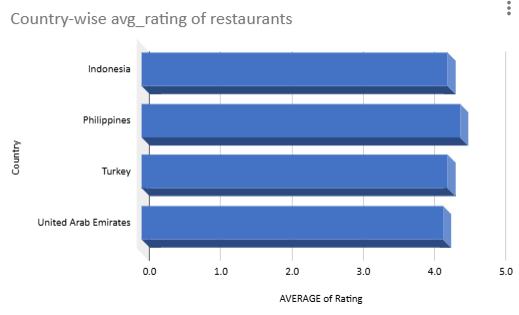 Country-wise avg_rating of restaurants
Country
Indonesia
Philippines
Turkey
United Arab Emirates
0.0 1.0 2.0 3.0 4.0 5.0
AVERAGE of Rating